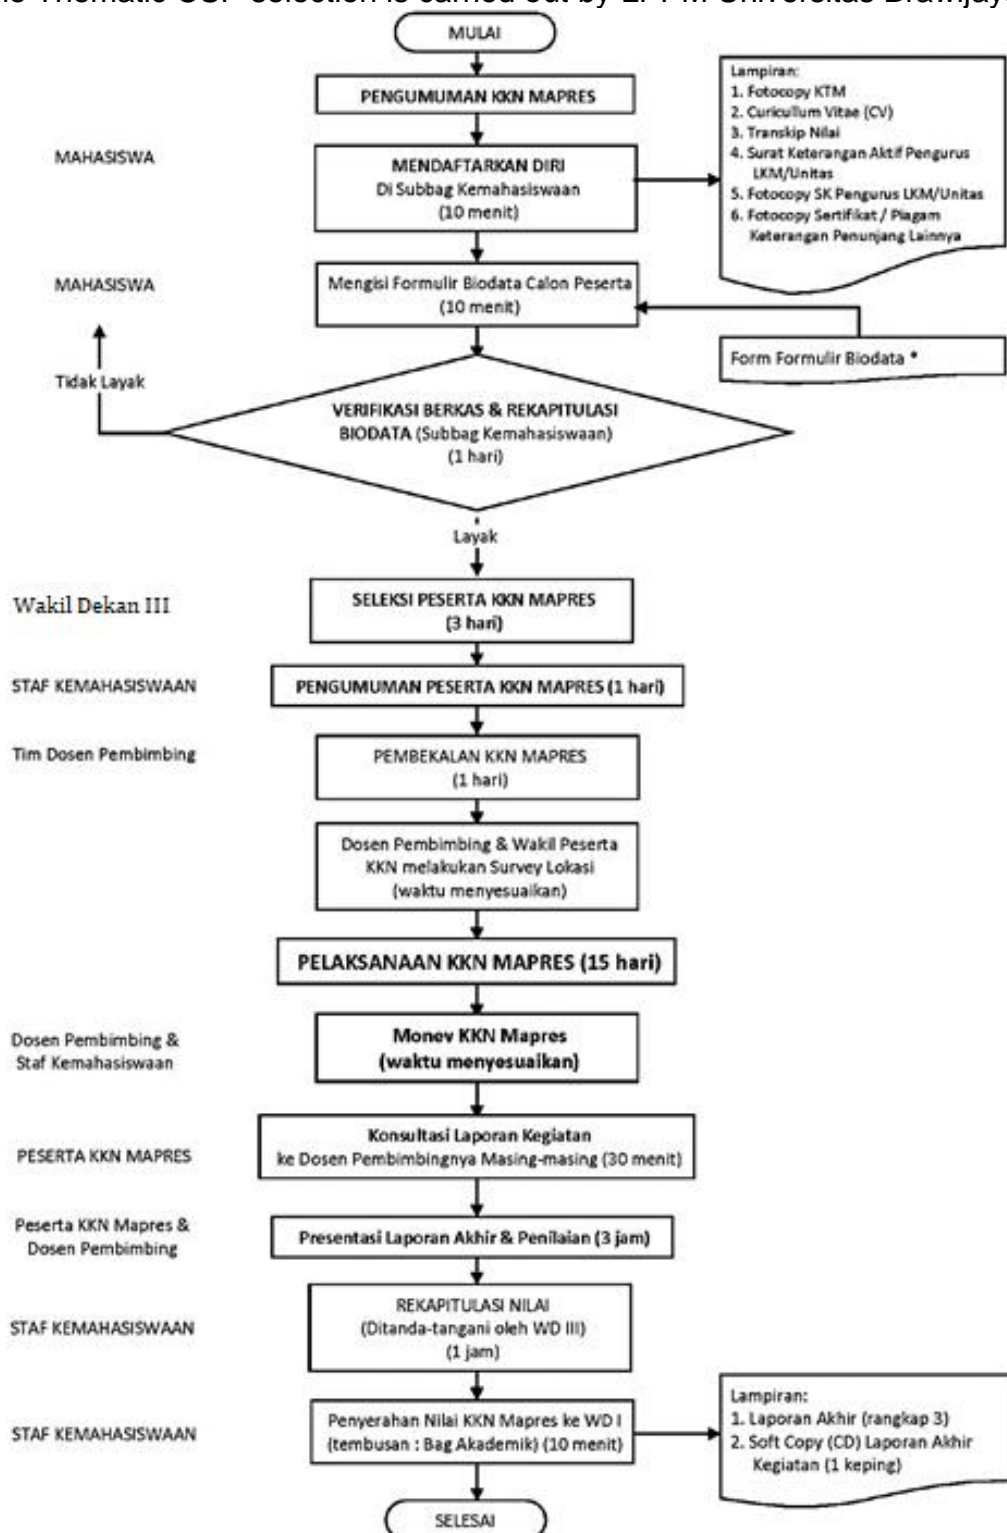 Thematic CSP selection is carried out by LPPM Universitas Brawijay
MULAI
PENGUMUMAN KKN MAPRES
MAHASISWA
MENDAFTARKAN DIRI
Di Subbag Kemahasiswaan
(10 menit)
Lampiran:
1. Fotocopy KTM
2. Curicullum Vitae (CV)
3. Transkip Nilai
4. Surat Keterangan Aktif Pengurus
LKM/Unitas
5. Fotocopy SK Pengurus LKM/Unitas
6. Fotocopy Sertifikat / Piagam
Keterangan Penunjang Lainnya
MAHASISWA
Mengisi Formulir Biodata Calon Peserta
(10 menit)
Form Formulir Biodata *
Tidak Layak
VERIFIKASI BERKAS & REKAPITULASI
BIODATA (Subbag Kemahasiswaan)
(1 hari)
Layak
Wakil Dekan III
SELEKSI PESERTA KKN MAPRES
(3 hari)
STAF KEMAHASISWAAN
PENGUMUMAN PESERTA KKN MAPRES (1 hari)
Tim Dosen Pembimbing
PEMBEKALAN KKN MAPRES
(1 hari)
Dosen Pembimbing & Wakil Peserta
KKN melakukan Survey Lokasi
(waktu menyesuaikan)
PELAKSANAAN KKN MAPRES (15 hari)
Dosen Pembimbing &
Staf Kemahasiswaan
Monev KKN Mapres
(waktu menyesuaikan)
PESERTA KKN MAPRES
Konsultasi Laporan Kegiatan
ke Dosen Pembimbingnya Masing-masing (30 menit)
Peserta KKN Mapres &
Dosen Pembimbing
Presentasi Laporan Akhir & Penilaian (3 jam)
STAF KEMAHASISWAAN
REKAPITULASI NILAI
(Ditanda-tangani oleh WD III)
(1 jam)
STAF KEMAHASISWAAN
Penyerahan Nilai KKN Mapres ke WD I
(tembusan : Bag Akademik) (10 menit)
Lampiran:
1. Laporan Akhir (rangkap 3)
2. Soft Copy (CD) Laporan Akhir
Kegiatan (1 keping)
SELESAI